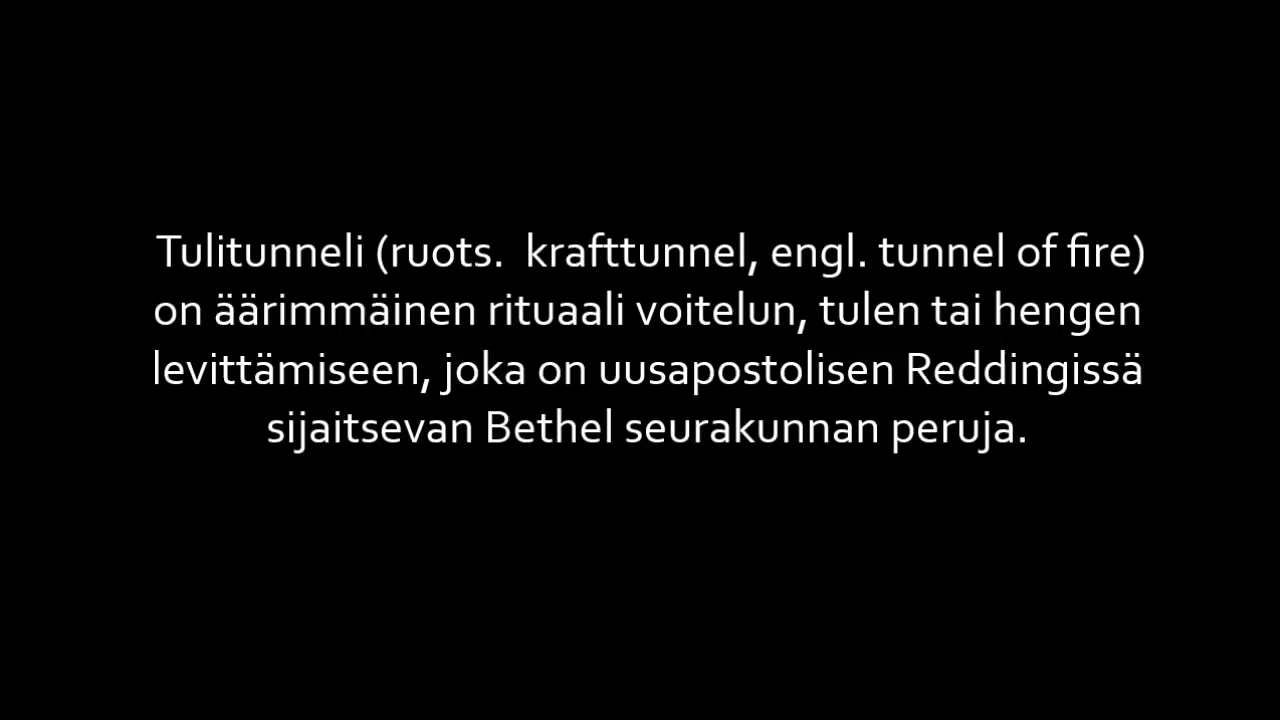 Tulitunneli (ruots.  krafttunnel, engl. tunnel of fire)
on äärimmäinen rituaali voitelun, tulen tai hengen
levittämiseen, joka on uusapostolisen Reddingissä
sijaitsevan Bethel seurakunnan peruja.